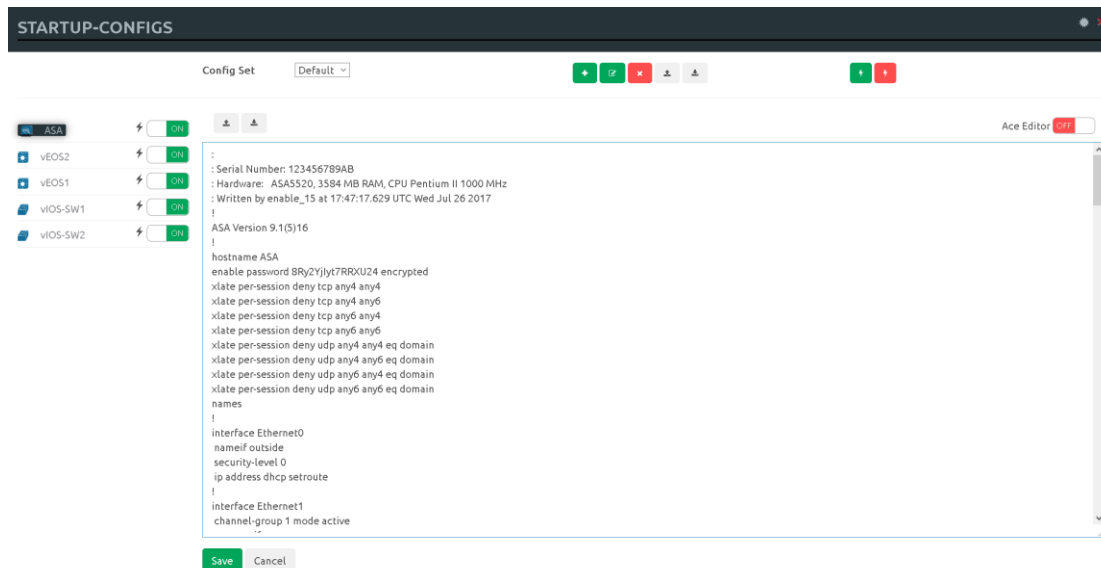 STARTUP-CONFIGS
Config Set
Default
ASA
ON
vEOS2
ON
vEOS1
ON
vIOS-SW1
ON
vIOS-SW2
ON
Ace Editor OFF
:
: Serial Number: 123456789AB
: Hardware: ASA5520, 3584 MB RAM, CPU Pentium II 1000 MHz
: Written by enable_15 at 17:47:17.629 UTC Wed Jul 26 2017
!
ASA Version 9.1(5)16
!
hostname ASA
enable password 8Ry2YjIyt7RRXU24 encrypted
xlate per-session deny tcp any4 any4
xlate per-session deny tcp any4 any6
xlate per-session deny tcp any6 any4
xlate per-session deny tcp any6 any6
xlate per-session deny udp any4 any4 eq domain
xlate per-session deny udp any4 any6 eq domain
xlate per-session deny udp any6 any4 eq domain
xlate per-session deny udp any6 any6 eq domain
names
!
interface Ethernet0
nameif outside
security-level 0
ip address dhcp setroute
!
interface Ethernet1
channel-group 1 mode active
Save
Cancel